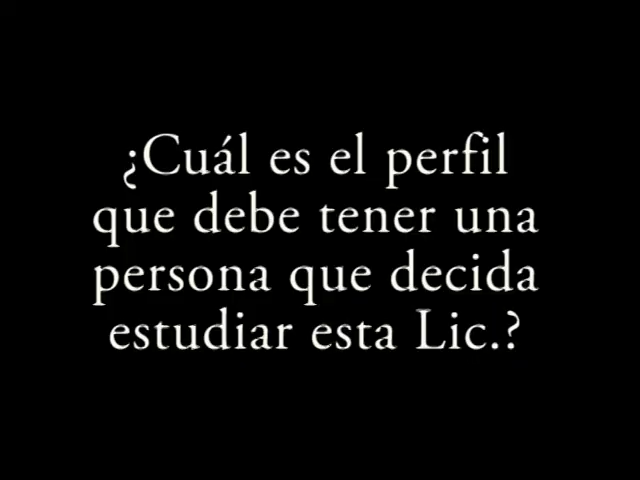 ¿Cuál es el perfil
que debe tener una
persona que decida
estudiar esta Lic.?